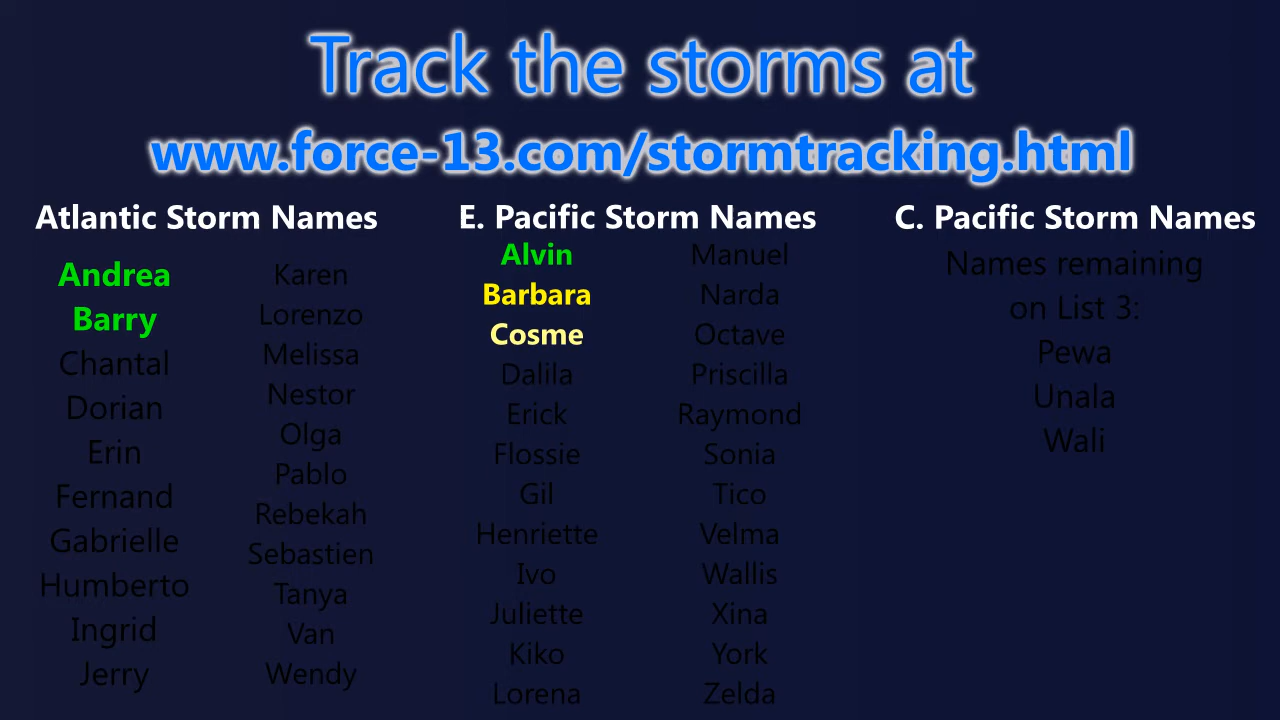 Track the storms at
www.force-13.com/stormtracking.html
Atlantic Storm Names
Andrea
Barry
Chantal
Dorian
Erin
Fernand
Gabrielle
Humberto
Ingrid
Jerry
Karen
Lorenzo
Melissa
Nestor
Olga
Pablo
Rebekah
Sebastien
Tanya
Van
Wendy
E. Pacific Storm Names
Alvin
Barbara
Cosme
Dalila
Erick
Flossie
Gil
Henriette
Ivo
Juliette
Kiko
Lorena
Manuel
Narda
Octave
Priscilla
Raymond
Sonia
Tico
Velma
Wallis
Xina
York
Zelda
C. Pacific Storm Names
Names remaining
on List 3:
Pewa
Unala
Wali